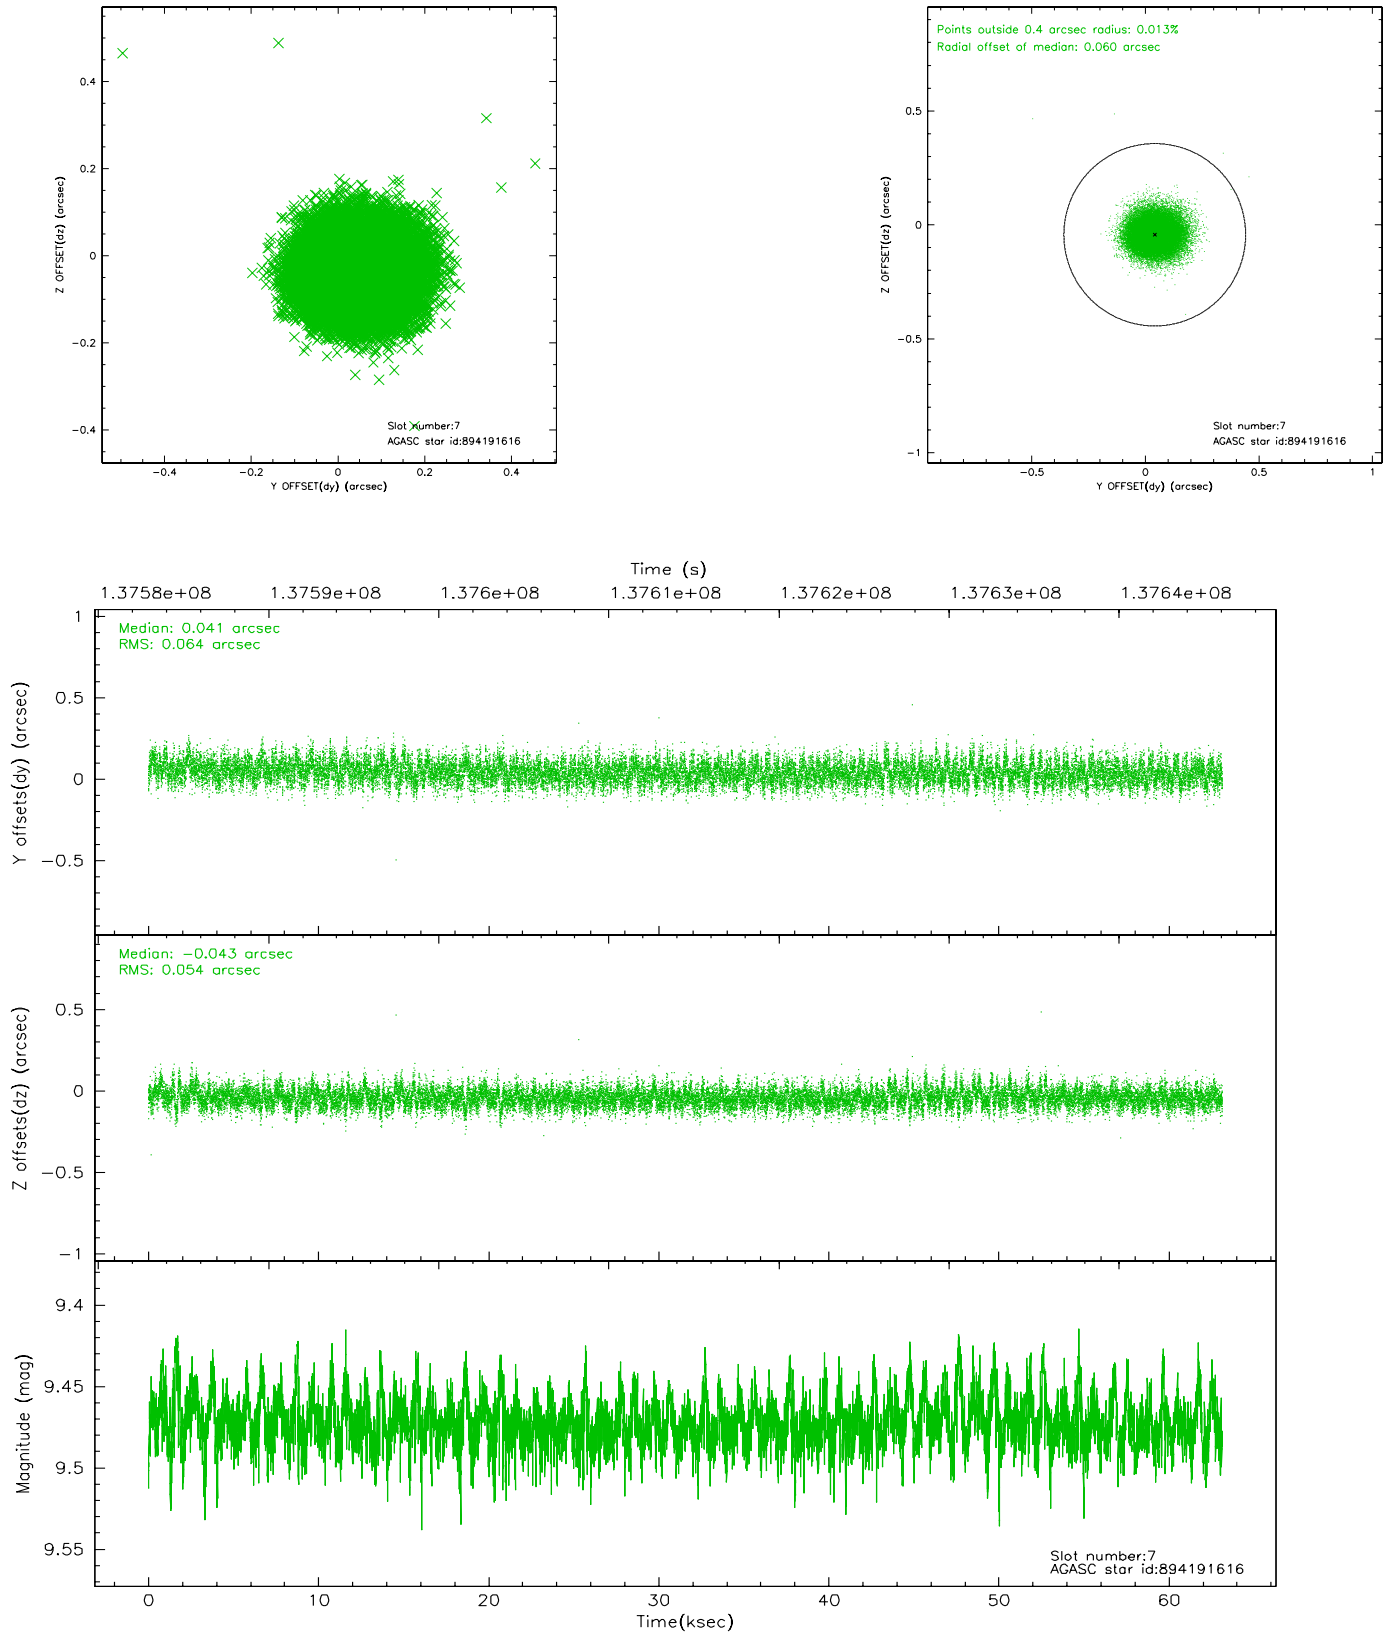 0.4
0.2
0
−0.2
−0.4
Z OFFSET(dz) (arcsec)
Slot number:7
AGASC star id:894191616
−0.4 −0.2 0 0.2 0.4
Y OFFSET(dy) (arcsec)
Points outside 0.4 arcsec radius: 0.013%
Radial offset of median: 0.060 arcsec
0.5
0
−0.5
−1
Z OFFSET(dz) (arcsec)
Slot number:7
AGASC star id:894191616
−0.5 0 0.5 1
Y OFFSET(dy) (arcsec)
Time (s)
1.3758e+08 1.3759e+08 1.376e+08 1.3761e+08 1.3762e+08 1.3763e+08 1.3764e+08
Median: 0.041 arcsec
RMS: 0.064 arcsec
1
0.5
0
−0.5
Y offsets(dy) (arcsec)
Median: −0.043 arcsec
RMS: 0.054 arcsec
0.5
0
−0.5
−1
Z offsets(dz) (arcsec)
9.4
9.45
9.5
9.55
Magnitude (mag)
Slot number:7
AGASC star id:894191616
0 10 20 30 40 50 60
Time(ksec)